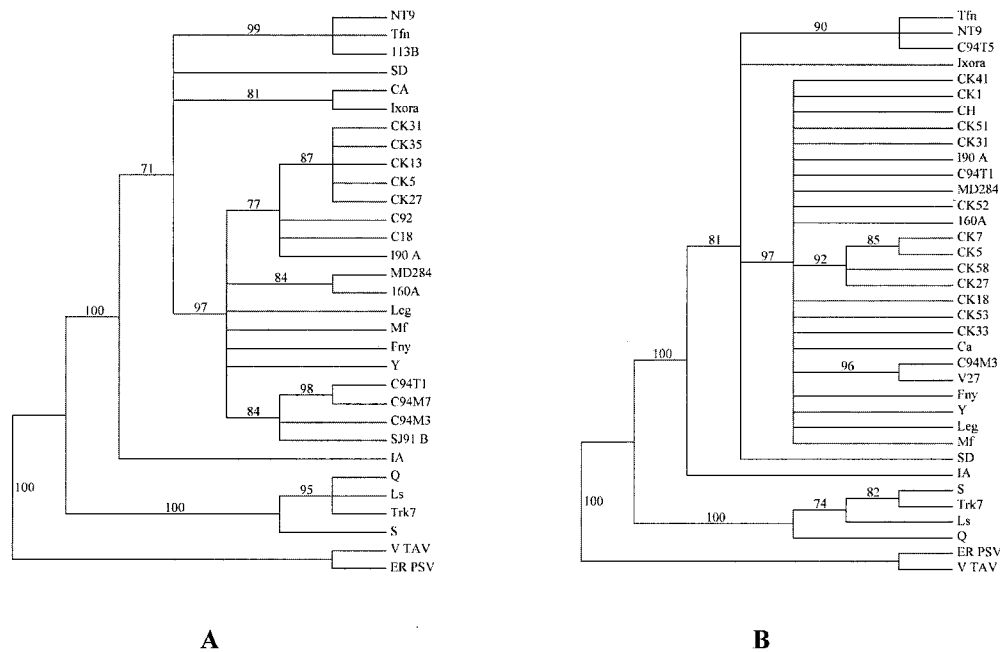 99
NT9
Tfn
113B
SD
81
CA
Ixora
CK31
CK35
87
CK13
CK5
CK27
71
77
C92
C18
I90 A
84
MD284
160A
100
97
Leg
Mf
Fny
Y
98
C94T1
C94M7
84
C94M3
SJ91 B
IA
100
Q
95
Ls
100
Trk7
S
V TAV
ER PSV
A
90
Tfn
NT9
C94T5
Ixora
CK41
CK1
CH
CK51
CK31
I90 A
C94T1
MD284
CK52
160A
81
97
92
85
CK7
CK5
CK58
CK27
CK18
CK53
CK33
Ca
100
96
C94M3
V27
Fny
Y
Leg
Mf
SD
IA
100
82
S
Trk7
74
Ls
100
Q
ER PSV
V TAV
B